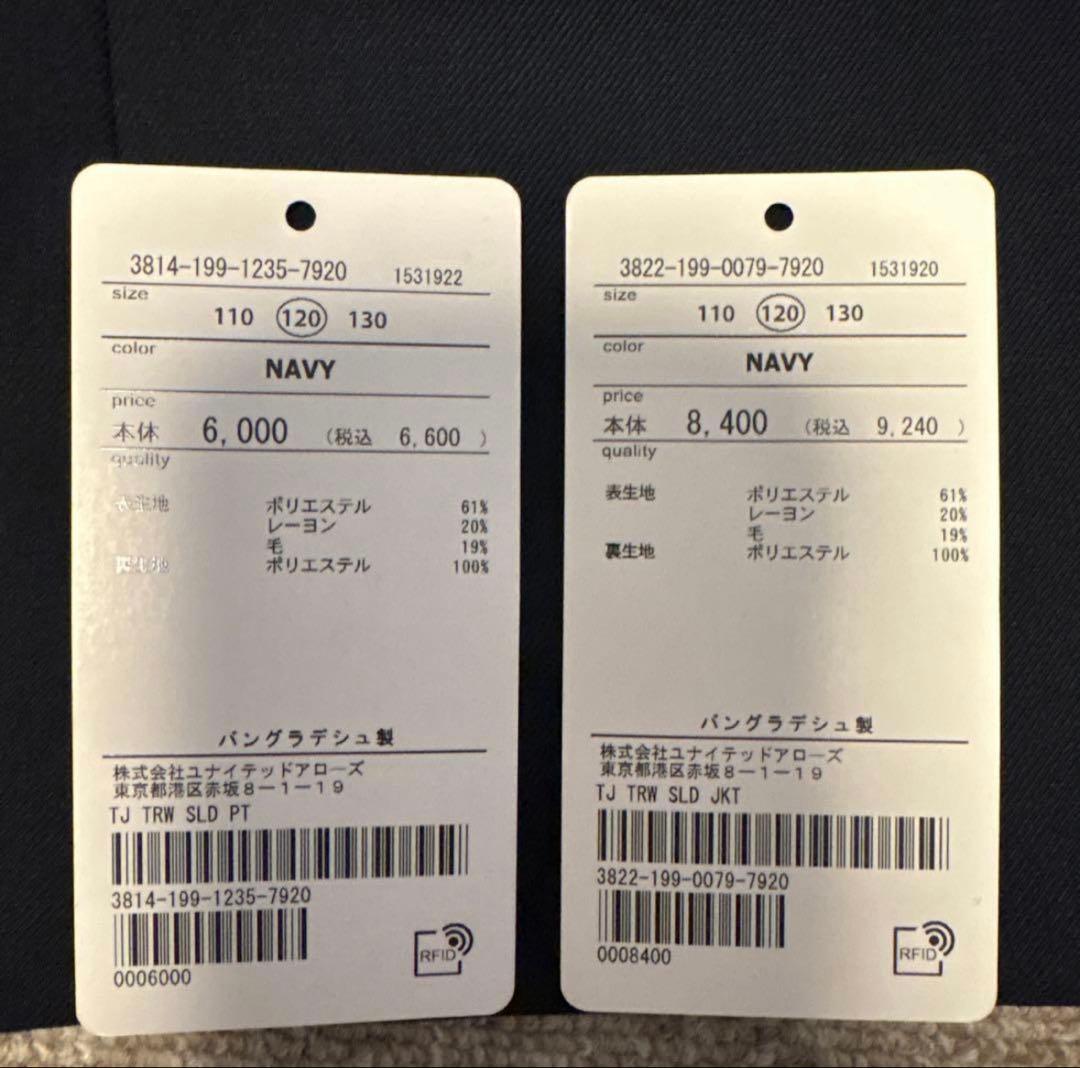 3814-199-1235-7920 1531922
size
110 120 130
color
NAVY
price
本体 6,000 (税込 6,600 )
quality
表生地 ポリエステル 61%
レーヨン 20%
毛 19%
裏生地 ポリエステル 100%
バングラデシュ製
株式会社ユナイテッドアローズ
東京都港区赤坂8-1-19
TJ TRW SLD PT
3814-199-1235-7920
0006000
RFID
3822-199-0079-7920 1531920
size
110 120 130
color
NAVY
price
本体 8,400 (税込 9,240 )
quality
表生地 ポリエステル 61%
レーヨン 20%
毛 19%
裏生地 ポリエステル 100%
バングラデシュ製
株式会社ユナイテッドアローズ
東京都港区赤坂8-1-19
TJ TRW SLD JKT
3822-199-0079-7920
0008400
RFID